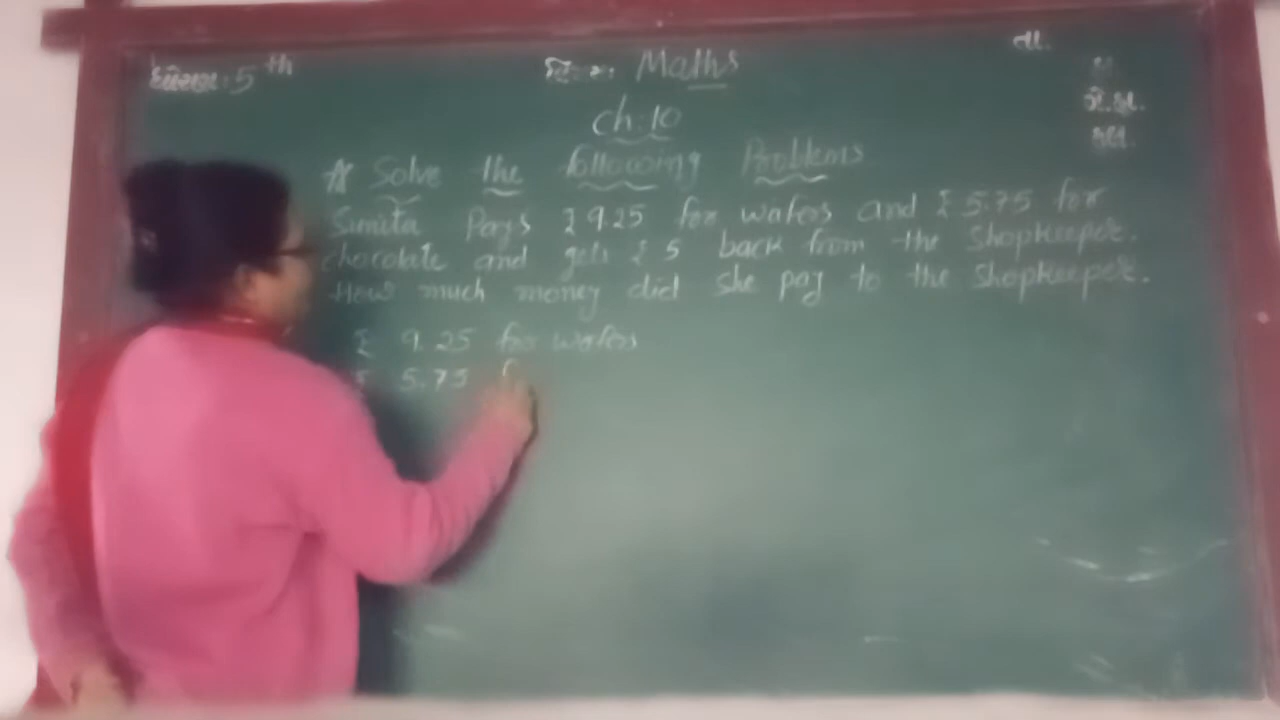 ધોરણ: 5th
વિષય: Maths
તા.
Ch:10
Solve the following Problems
Sunita Pays ₹ 9.25 for wafers and ₹ 5.75 for
chocolate and gets ₹ 5 back from the Shopkeeper.
How much money did she pay to the Shopkeeper.
₹ 9.25 for wafers
₹ 5.75 f